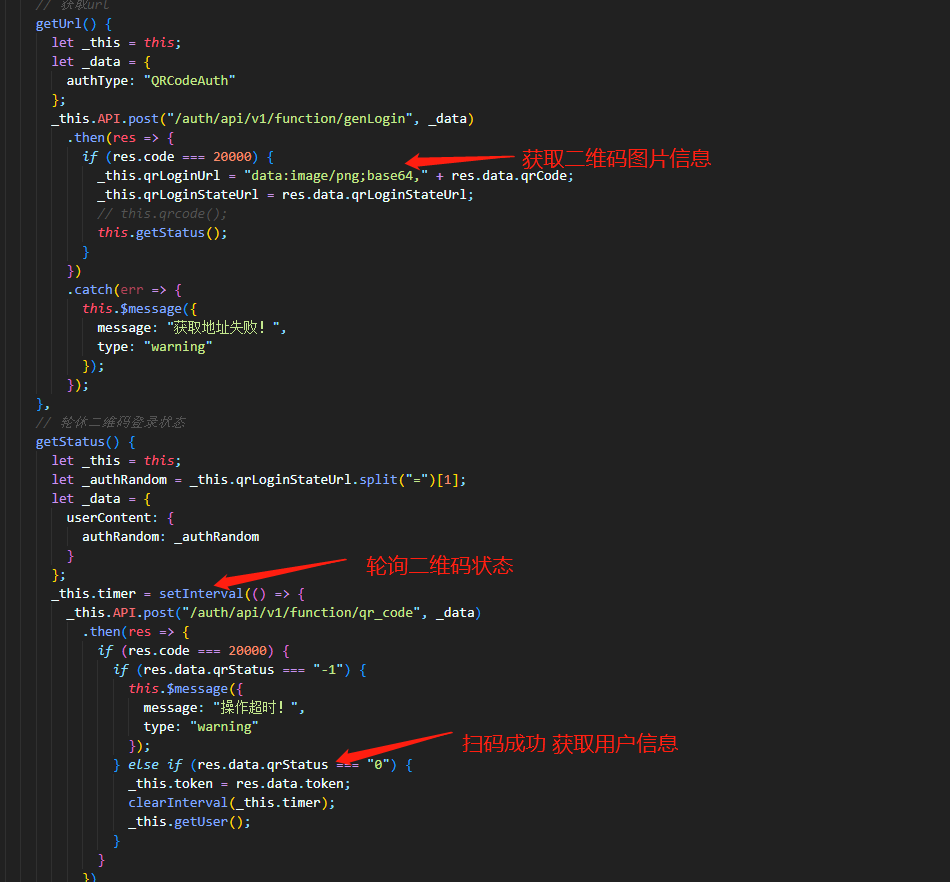 // 获取url
getUrl() {
let _this = this;
let _data = {
authType: "QRCodeAuth"
};
_this.API.post("/auth/api/v1/function/genLogin", _data)
.then(res => {
if (res.code === 20000) {
获取二维码图片信息
_this.qrLoginUrl = "data:image/png;base64," + res.data.qrCode;
_this.qrLoginStateUrl = res.data.qrLoginStateUrl;
// this.qrcode();
this.getStatus();
}
})
.catch(err => {
this.$message({
message: "获取地址失败！",
type: "warning"
});
});
},
// 轮休二维码登录状态
getStatus() {
let _this = this;
let _authRandom = _this.qrLoginStateUrl.split("=")[1];
let _data = {
userContent: {
authRandom: _authRandom
}
轮询二维码状态
};
_this.timer = setInterval(() => {
_this.API.post("/auth/api/v1/function/qr_code", _data)
.then(res => {
if (res.code === 20000) {
if (res.data.qrStatus === "-1") {
this.$message({
message: "操作超时！",
type: "warning"
});
扫码成功 获取用户信息
} else if (res.data.qrStatus === "0") {
_this.token = res.data.token;
clearInterval(_this.timer);
_this.getUser();
}
}
})